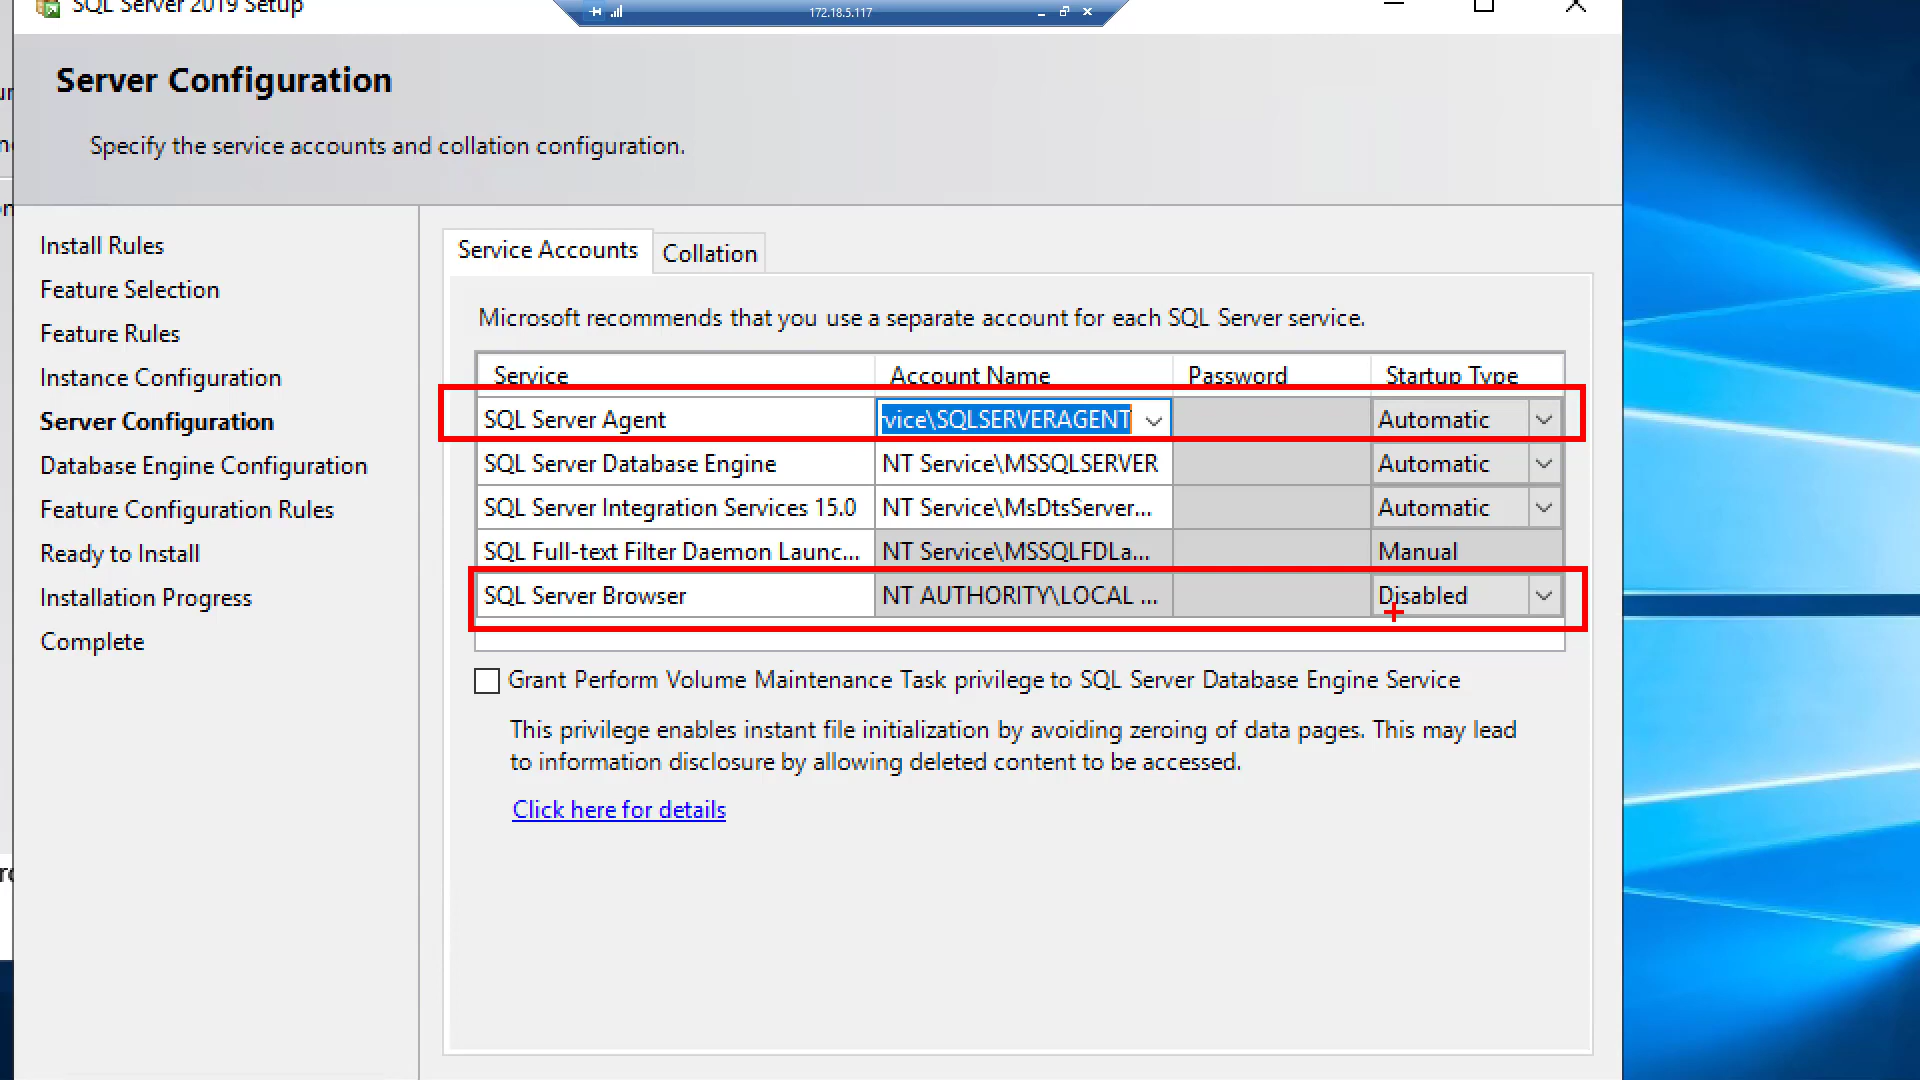 SQL Server 2019 Setup
172.18.5.117
Server Configuration
Specify the service accounts and collation configuration.
Install Rules
Feature Selection
Feature Rules
Instance Configuration
Server Configuration
Database Engine Configuration
Feature Configuration Rules
Ready to Install
Installation Progress
Complete
Service Accounts
Collation
Microsoft recommends that you use a separate account for each SQL Server service.
Service Account Name Password Startup Type
SQL Server Agent vice\SQLSERVERAGENT Automatic
SQL Server Database Engine NT Service\MSSQLSERVER Automatic
SQL Server Integration Services 15.0 NT Service\MsDtsServer... Automatic
SQL Full-text Filter Daemon Launc... NT Service\MSSQLFDLa... Manual
SQL Server Browser NT AUTHORITY\LOCAL ... Disabled
Grant Perform Volume Maintenance Task privilege to SQL Server Database Engine Service
This privilege enables instant file initialization by avoiding zeroing of data pages. This may lead
to information disclosure by allowing deleted content to be accessed.
Click here for details